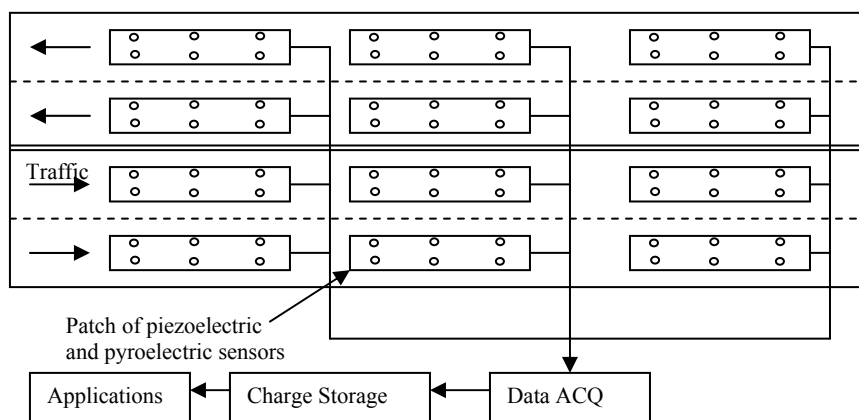 Traffic
Patch of piezoelectric
and pyroelectric sensors
Applications
Charge Storage
Data ACQ